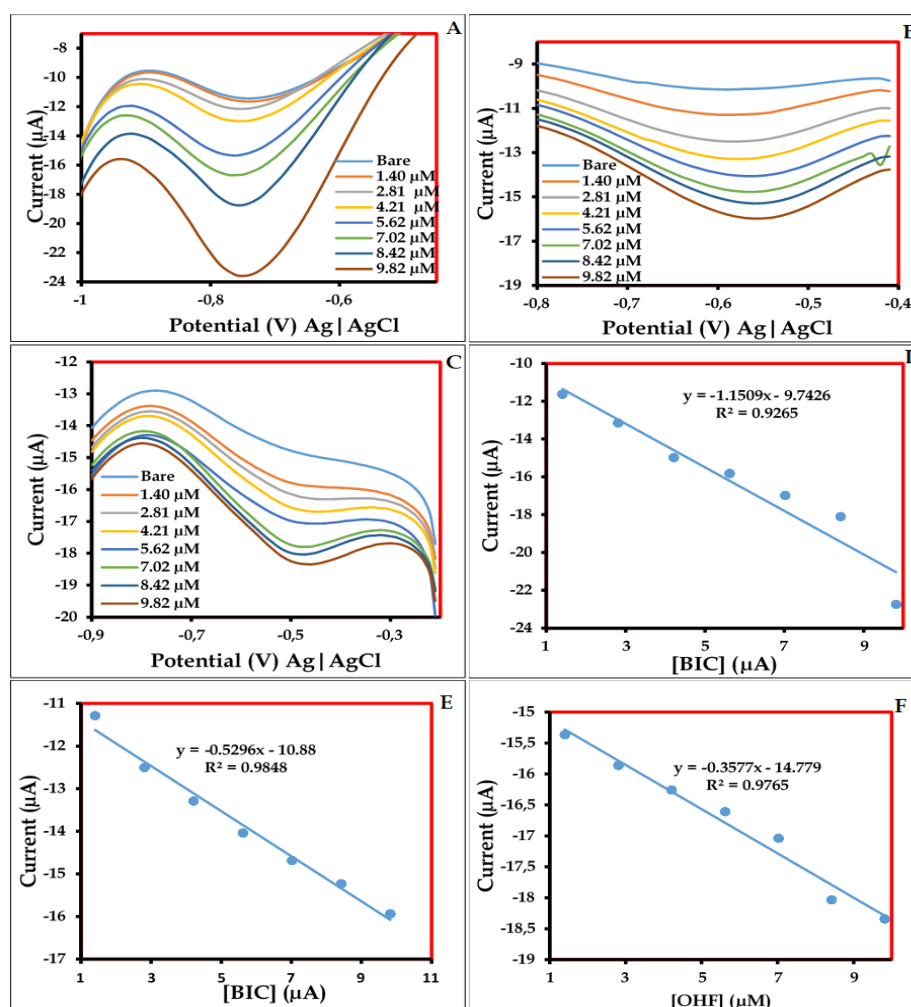 A
-7
-8
-10
-12
-14
-16
-18
-20
-22
-24
Current (µA)
-1
-0,8
-0,6
Potential (V) Ag|AgCl
Bare
1.40 µM
2.81 µM
4.21 µM
5.62 µM
7.02 µM
8.42 µM
9.82 µM
-9
-11
-13
-15
-17
-19
Current (µA)
-0,8
-0,7
-0,6
-0,5
-0,4
Potential (V) Ag|AgCl
Bare
1.40 µM
2.81 µM
4.21 µM
5.62 µM
7.02 µM
8.42 µM
9.82 µM
C
-12
-13
-14
-15
-16
-17
-18
-19
-20
Current (µA)
-0,9
-0,7
-0,5
-0,3
Potential (V) Ag|AgCl
Bare
1.40 µM
2.81 µM
4.21 µM
5.62 µM
7.02 µM
8.42 µM
9.82 µM
-10
-12
-14
-16
-18
-20
-22
-24
Current (µA)
y = -1.1509x - 9.7426
R² = 0.9265
1
3
5
7
9
[BIC] (µA)
E
-11
-12
-13
-14
-15
-16
-17
Current (µA)
y = -0.5296x - 10.88
R² = 0.9848
1
3
5
7
9
11
[BIC] (µA)
F
-15
-15,5
-16
-16,5
-17
-17,5
-18
-18,5
-19
Current (µA)
y = -0.3577x - 14.779
R² = 0.9765
1
3
5
7
9
[OHF] (µM)